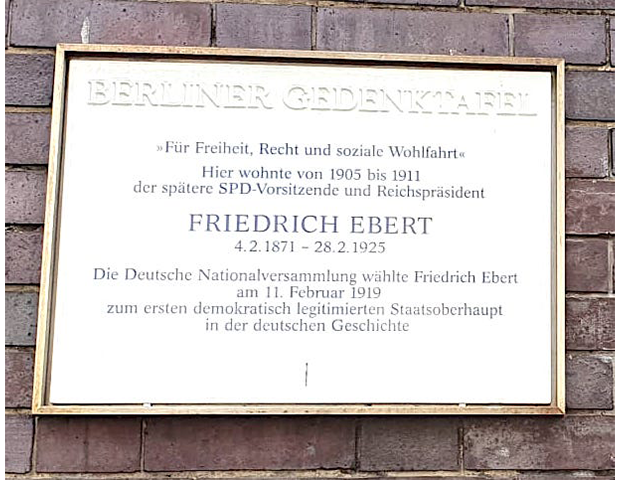 BERLINER GEDENKTAFEL
»Für Freiheit, Recht und soziale Wohlfahrt«
Hier wohnte von 1905 bis 1911
der spätere SPD-Vorsitzende und Reichspräsident
FRIEDRICH EBERT
4.2.1871 – 28.2.1925
Die Deutsche Nationalversammlung wählte Friedrich Ebert
am 11. Februar 1919
zum ersten demokratisch legitimierten Staatsoberhaupt
in der deutschen Geschichte